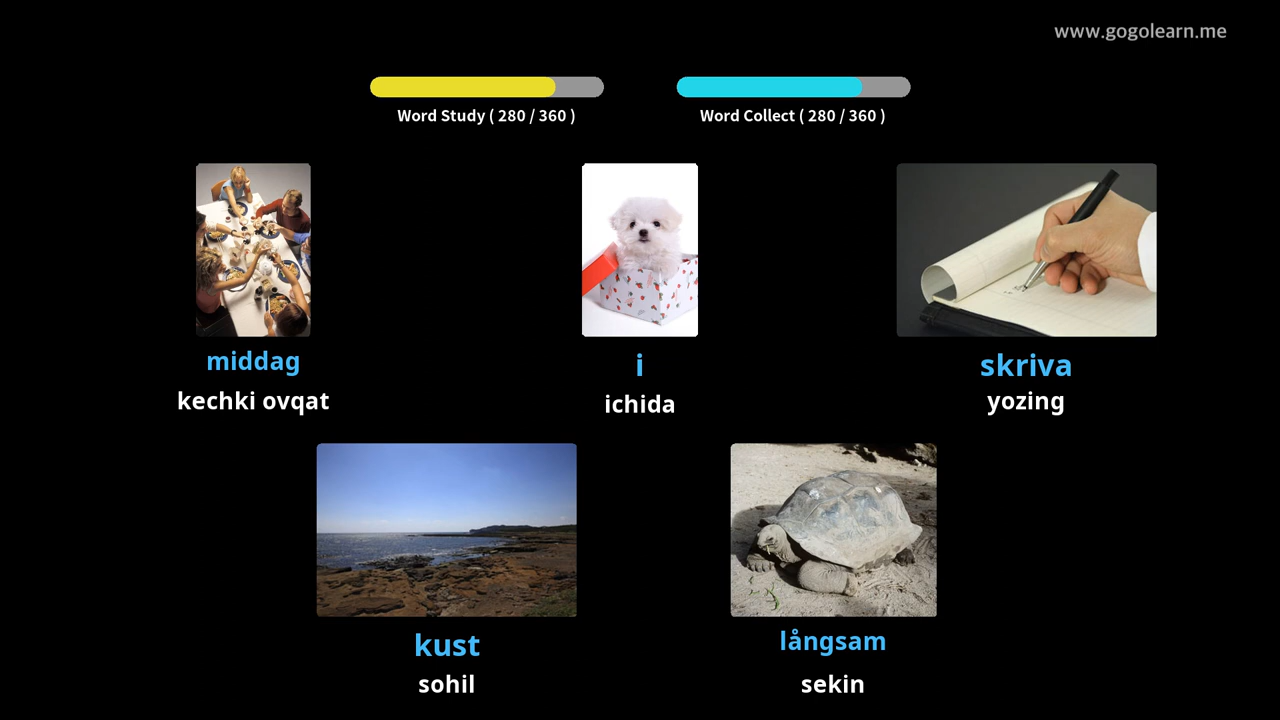 www.gogolearn.me
Word Study ( 280 / 360 )
Word Collect ( 280 / 360 )
middag
kechki ovqat
i
ichida
skriva
yozing
kust
sohil
långsam
sekin